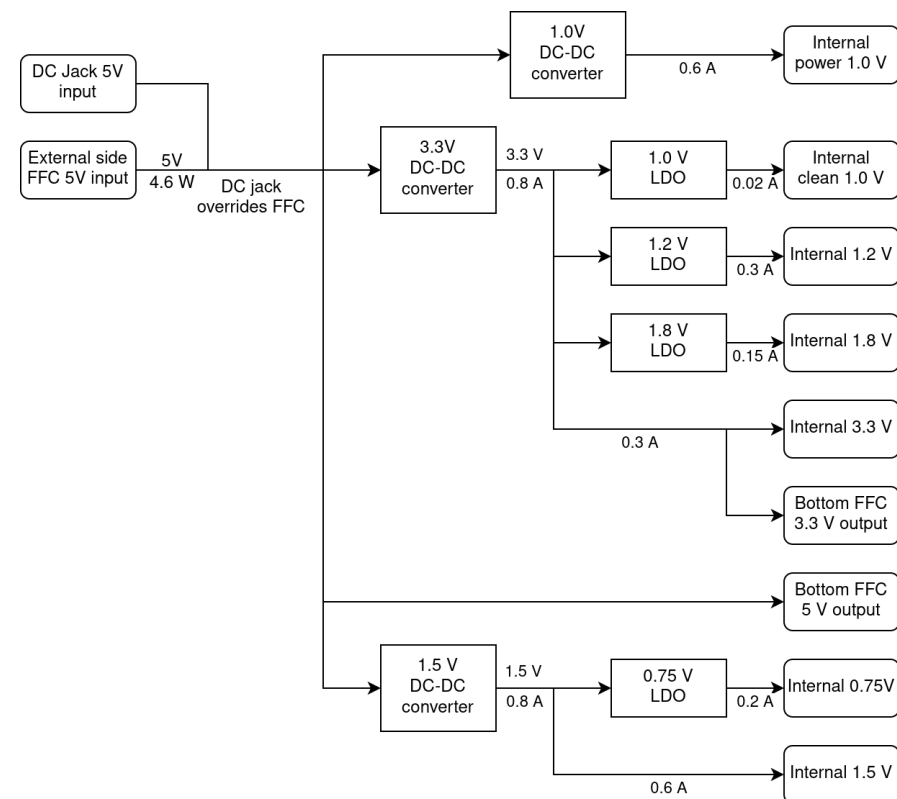 1.0V
DC-DC
converter
0.6 A
Internal
power 1.0 V
DC Jack 5V
input
External side
FFC 5V input
5V
4.6 W
DC jack
overrides FFC
3.3V
DC-DC
converter
3.3 V
0.8 A
1.0 V
LDO
0.02 A
Internal
clean 1.0 V
1.2 V
LDO
0.3 A
Internal 1.2 V
1.8 V
LDO
0.15 A
Internal 1.8 V
0.3 A
Internal 3.3 V
Bottom FFC
3.3 V output
Bottom FFC
5 V output
1.5 V
DC-DC
converter
1.5 V
0.8 A
0.75 V
LDO
0.2 A
Internal 0.75V
0.6 A
Internal 1.5 V